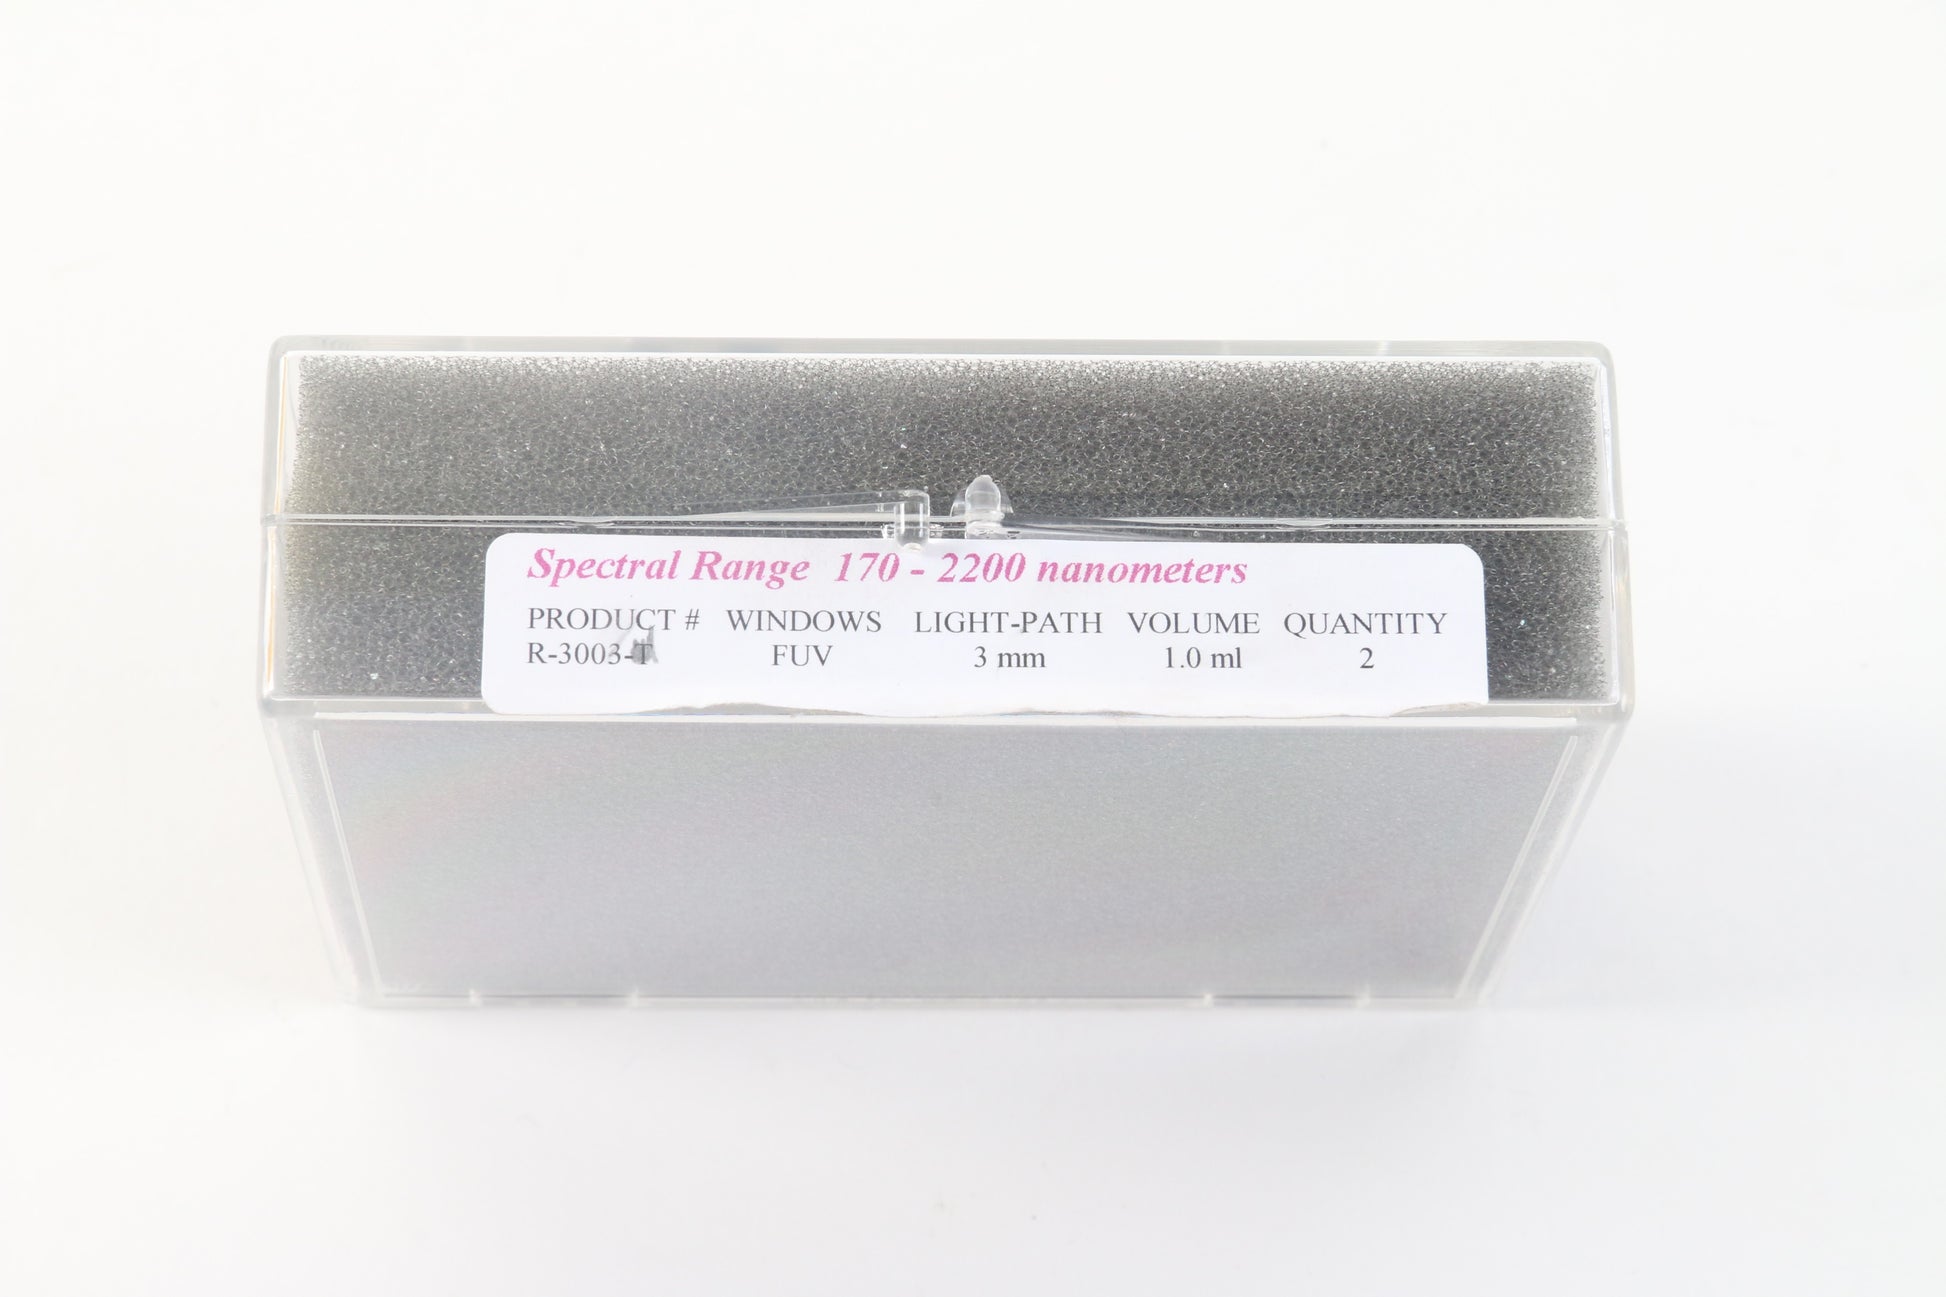 Spectral Range 170 - 2200 nanometers
PRODUCT # WINDOWS LIGHT-PATH VOLUME QUANTITY
R-3003-T FUV 3 mm 1.0 ml 2